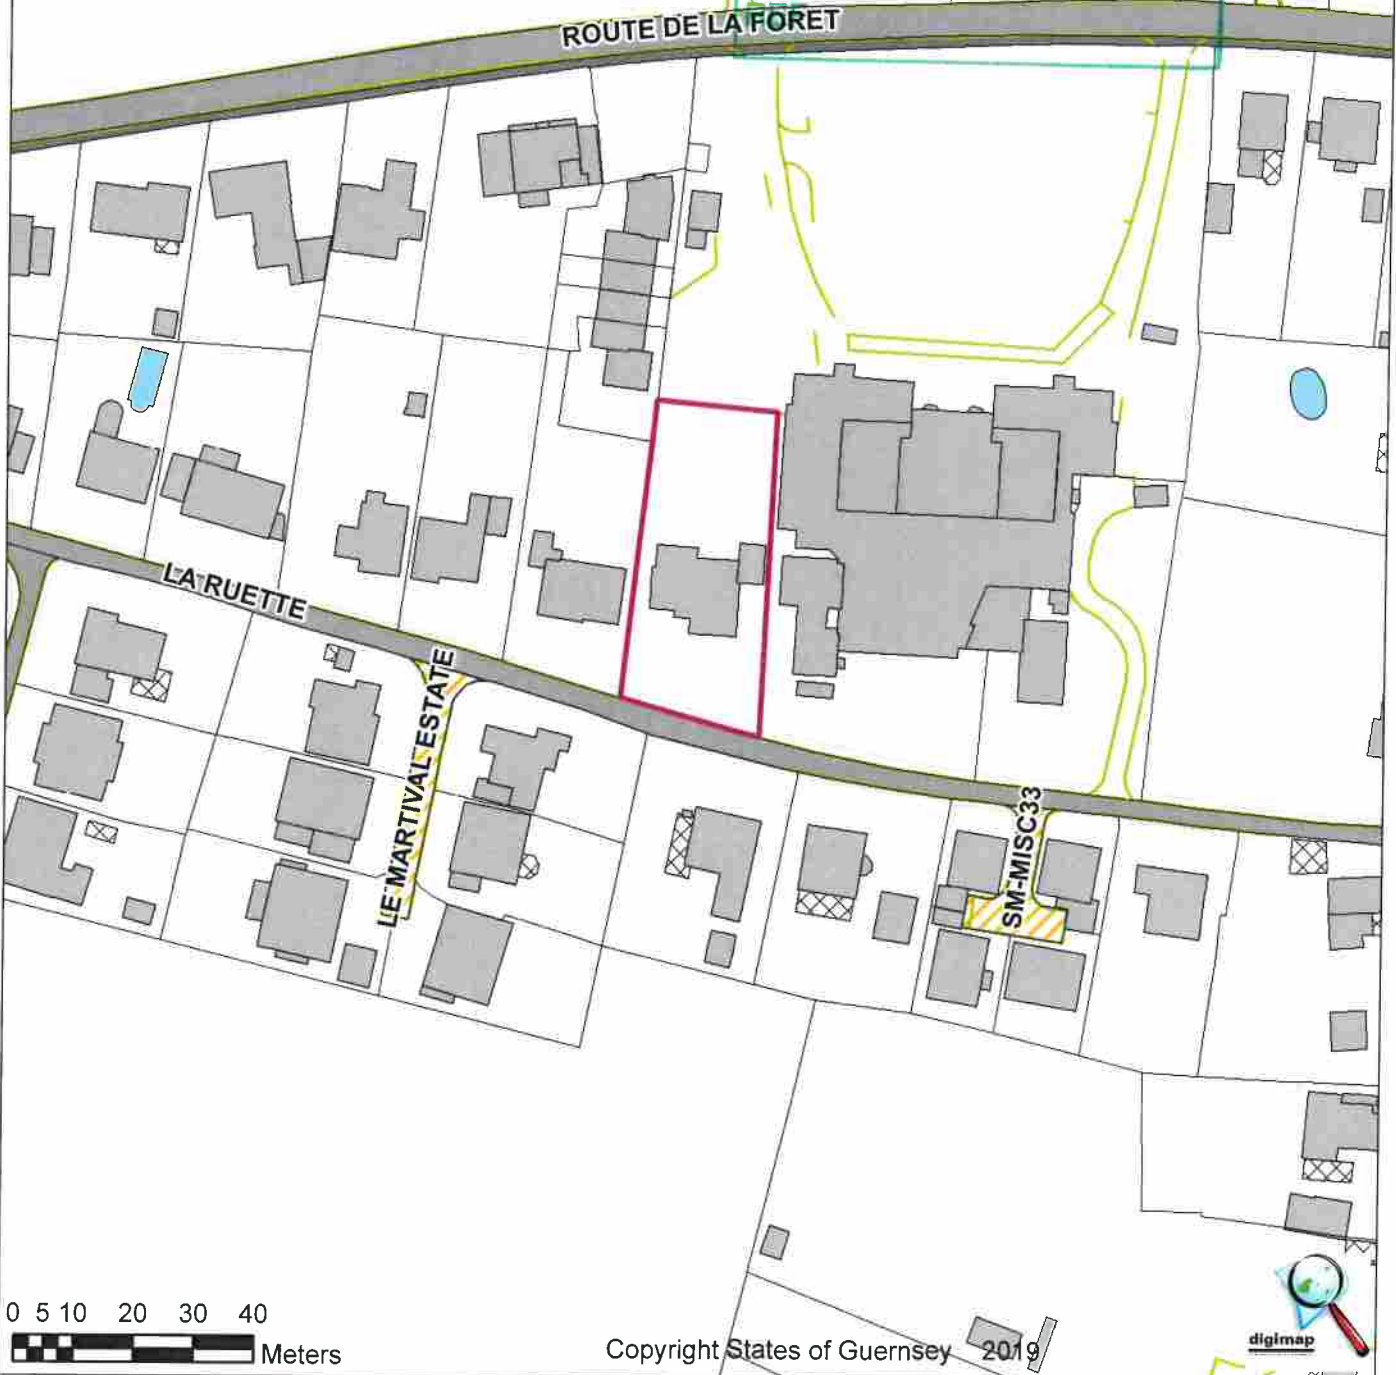 ROUTE DE LA FORET
LA RUETTE
LE MARTIVAL ESTATE
SM-MISC33
0 5 10 20 30 40
Meters
Copyright States of Guernsey 2019
digimap